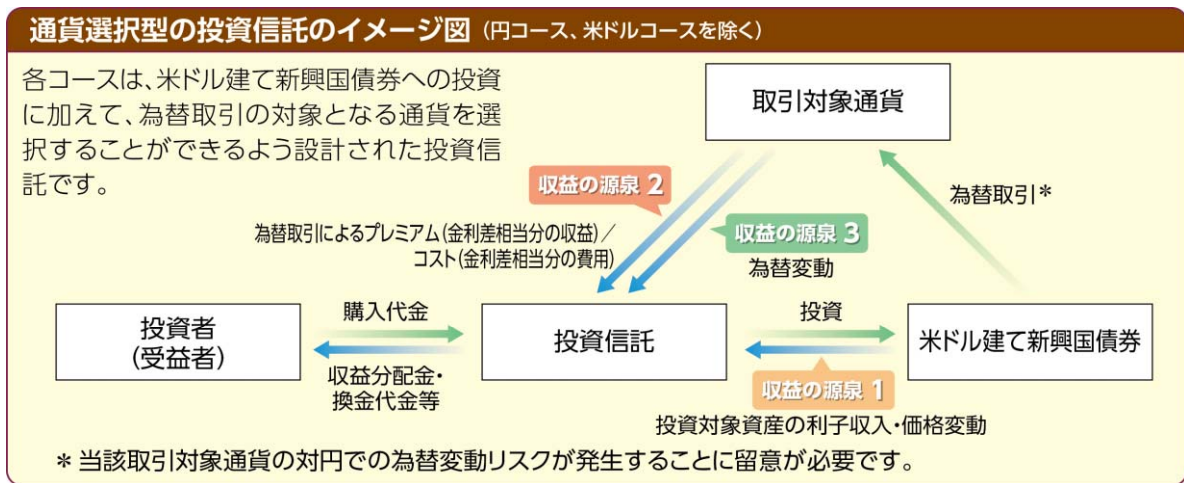 通貨選択型の投資信託のイメージ図(円コース、米ドルコースを除く)
各コースは、米ドル建て新興国債券への投資
に加えて、為替取引の対象となる通貨を選
択することができるよう設計された投資信
託です。
取引対象通貨
収益の源泉 2
為替取引*
為替取引によるプレミアム(金利差相当分の収益)/
コスト(金利差相当分の費用)
収益の源泉 3
為替変動
投資者
(受益者)
購入代金
収益分配金・
換金代金等
投資信託
投資
収益の源泉 1
投資対象資産の利子収入・価格変動
米ドル建て新興国債券
*当該取引対象通貨の対円での為替変動リスクが発生することに留意が必要です。